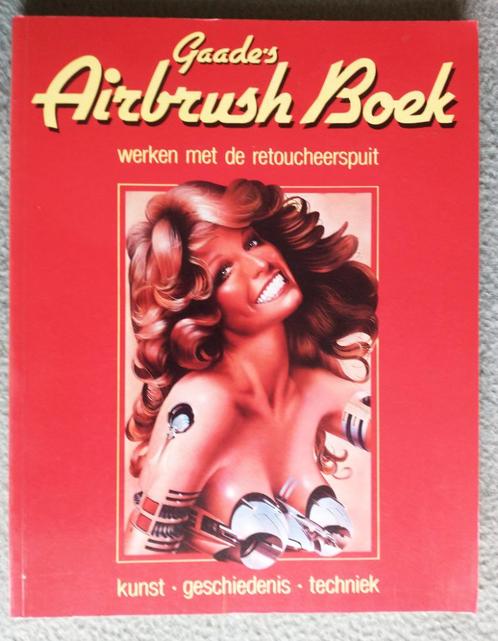 Gaade's
Airbrush Boek
werken met de retoucheerspuit
kunst · geschiedenis · techniek